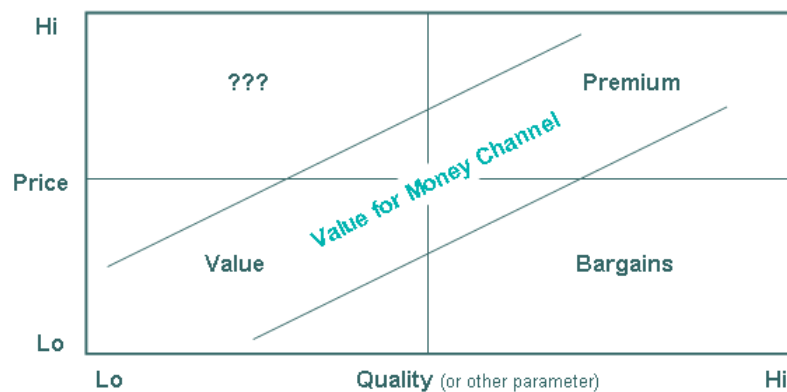 Hi
???
Premium
Value for Money Channel
Price
Value
Bargains
Lo
Lo
Quality (or other parameter)
Hi